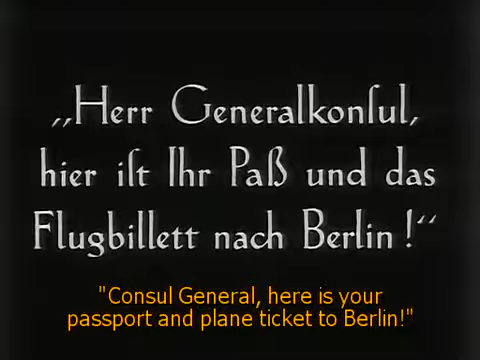 „Herr Generalkonſul,
hier iſt Ihr Paß und das
Flugbillett nach Berlin!“
"Consul General, here is your
passport and plane ticket to Berlin!"